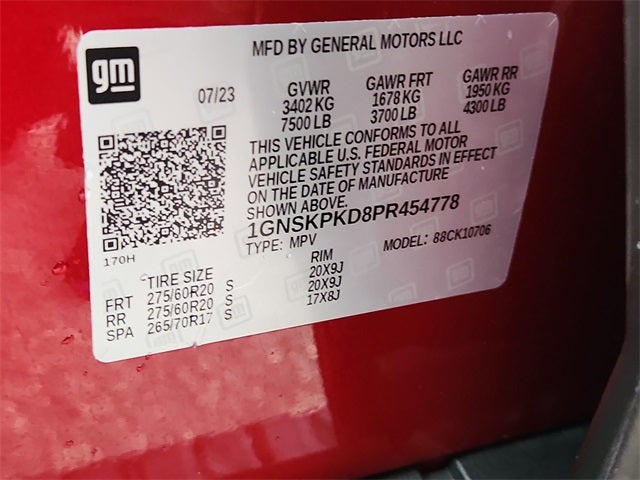 gm
MFD BY GENERAL MOTORS LLC
07/23
GVWR GAWR FRT GAWR RR
3402 KG 1678 KG 1950 KG
7500 LB 3700 LB 4300 LB
THIS VEHICLE CONFORMS TO ALL
APPLICABLE U.S. FEDERAL MOTOR
VEHICLE SAFETY STANDARDS IN EFFECT
ON THE DATE OF MANUFACTURE
SHOWN ABOVE.
1GNSKPKD8PR454778
TYPE: MPV MODEL: 88CK10706
170H
TIRE SIZE RIM
FRT 275/60R20 S 20X9J
RR 275/60R20 S 20X9J
SPA 265/70R17 S 17X8J